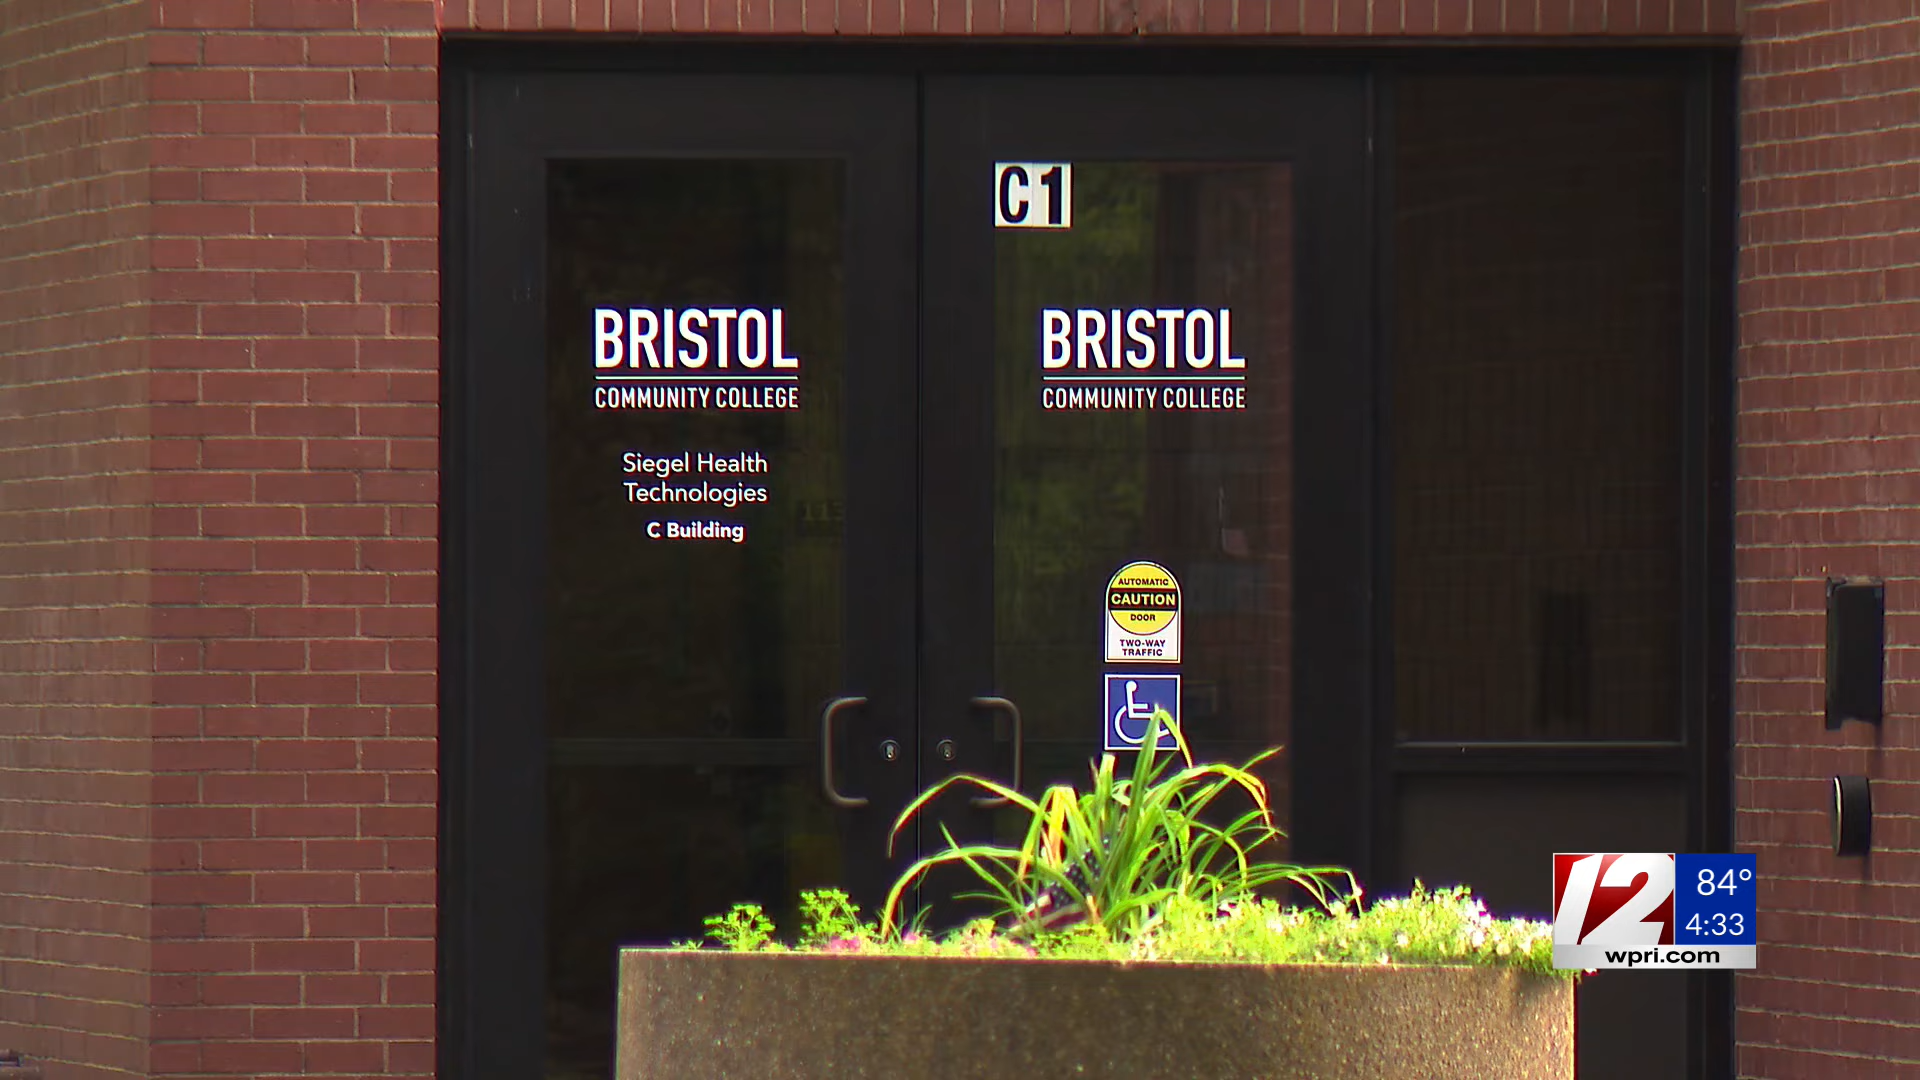 C1
BRISTOL
COMMUNITY COLLEGE
Siegel Health
Technologies
C Building
BRISTOL
COMMUNITY COLLEGE
AUTOMATIC
CAUTION
DOOR
TWO-WAY
TRAFFIC
12
84°
4:33
wpri.com